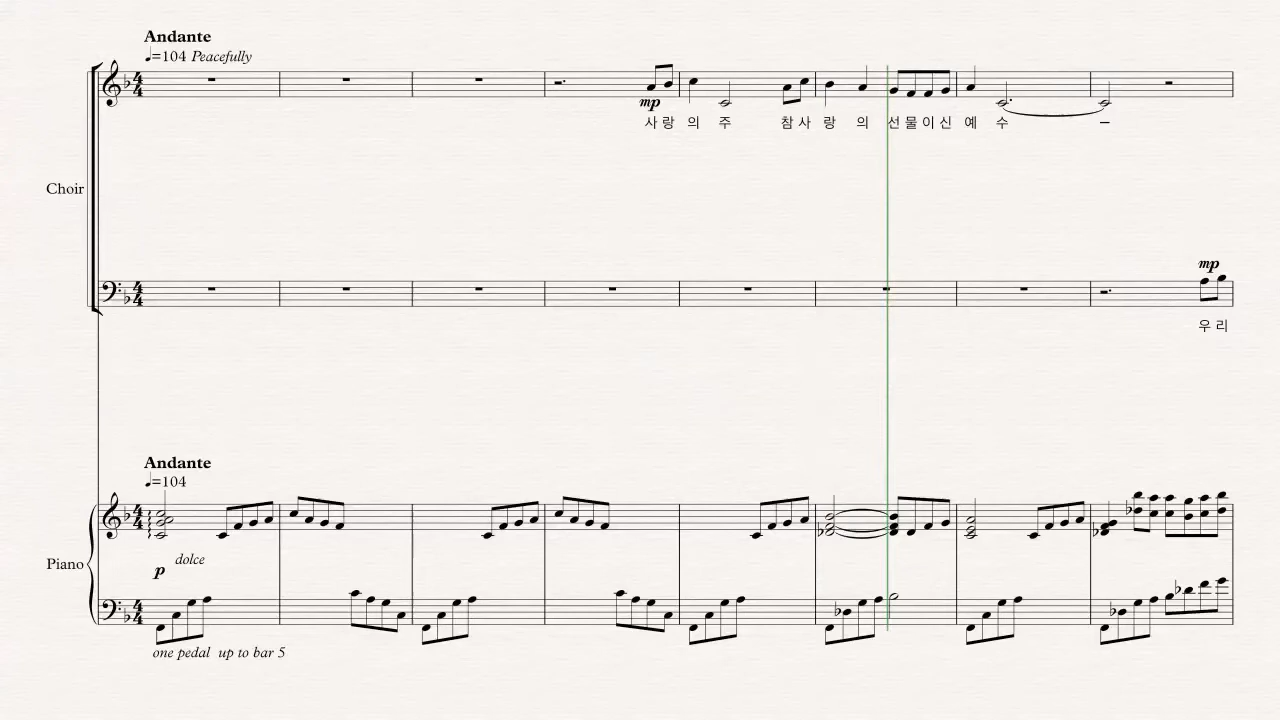 Andante
♩=104 Peacefully
mp
사 랑 의 주 참 사 랑 의 선 물 이 신 예 수 –
Choir
mp
우 리
Andante
♩=104
dolce
Piano
p
one pedal up to bar 5